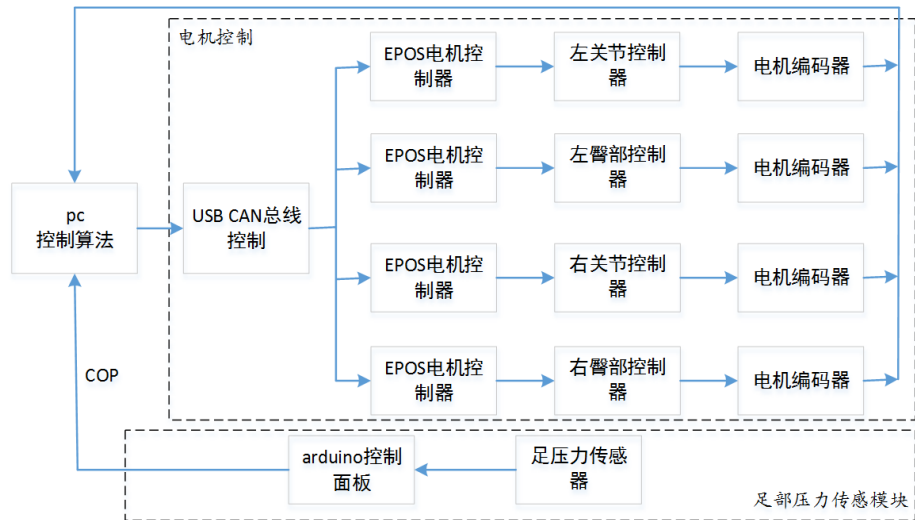 电机控制
EPOS电机控
制器
左关节控制
器
电机编码器
EPOS电机控
制器
左臀部控制
器
电机编码器
pc
控制算法
USB CAN总线
控制
EPOS电机控
制器
右关节控制
器
电机编码器
EPOS电机控
制器
右臀部控制
器
电机编码器
COP
arduino控制
面板
足压力传感
器
足部压力传感模块